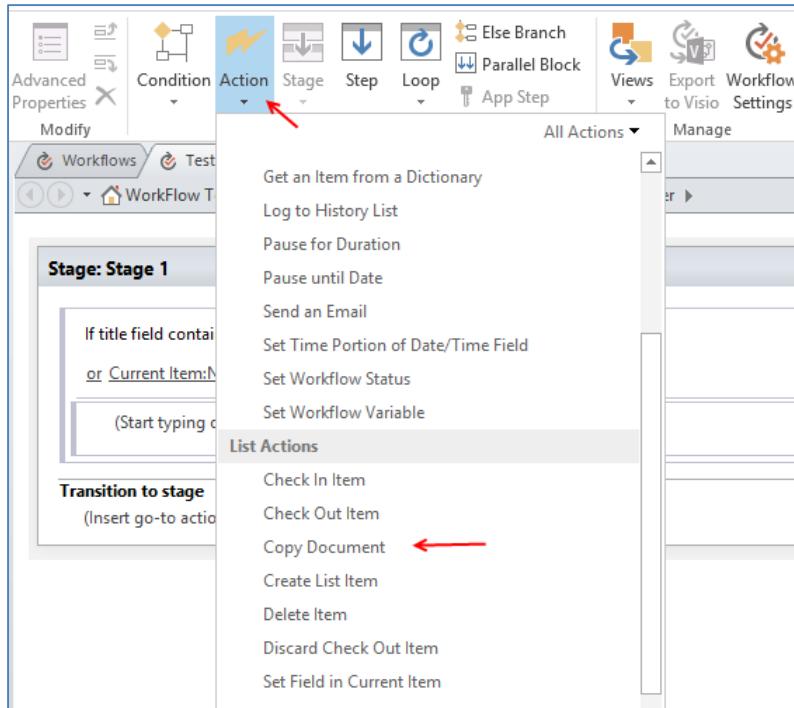 Advanced Properties
Condition
Action
Stage
Step
Loop
Else Branch
Parallel Block
App Step
Views
Export to Visio
Workflow Settings
Modify
Manage
All Actions
Workflows
Test
WorkFlow T
er
Get an Item from a Dictionary
Log to History List
Pause for Duration
Pause until Date
Send an Email
Set Time Portion of Date/Time Field
Set Workflow Status
Set Workflow Variable
List Actions
Check In Item
Check Out Item
Copy Document
Create List Item
Delete Item
Discard Check Out Item
Set Field in Current Item
Stage: Stage 1
If title field contai
or Current Item:N
(Start typing o
Transition to stage
(Insert go-to actio